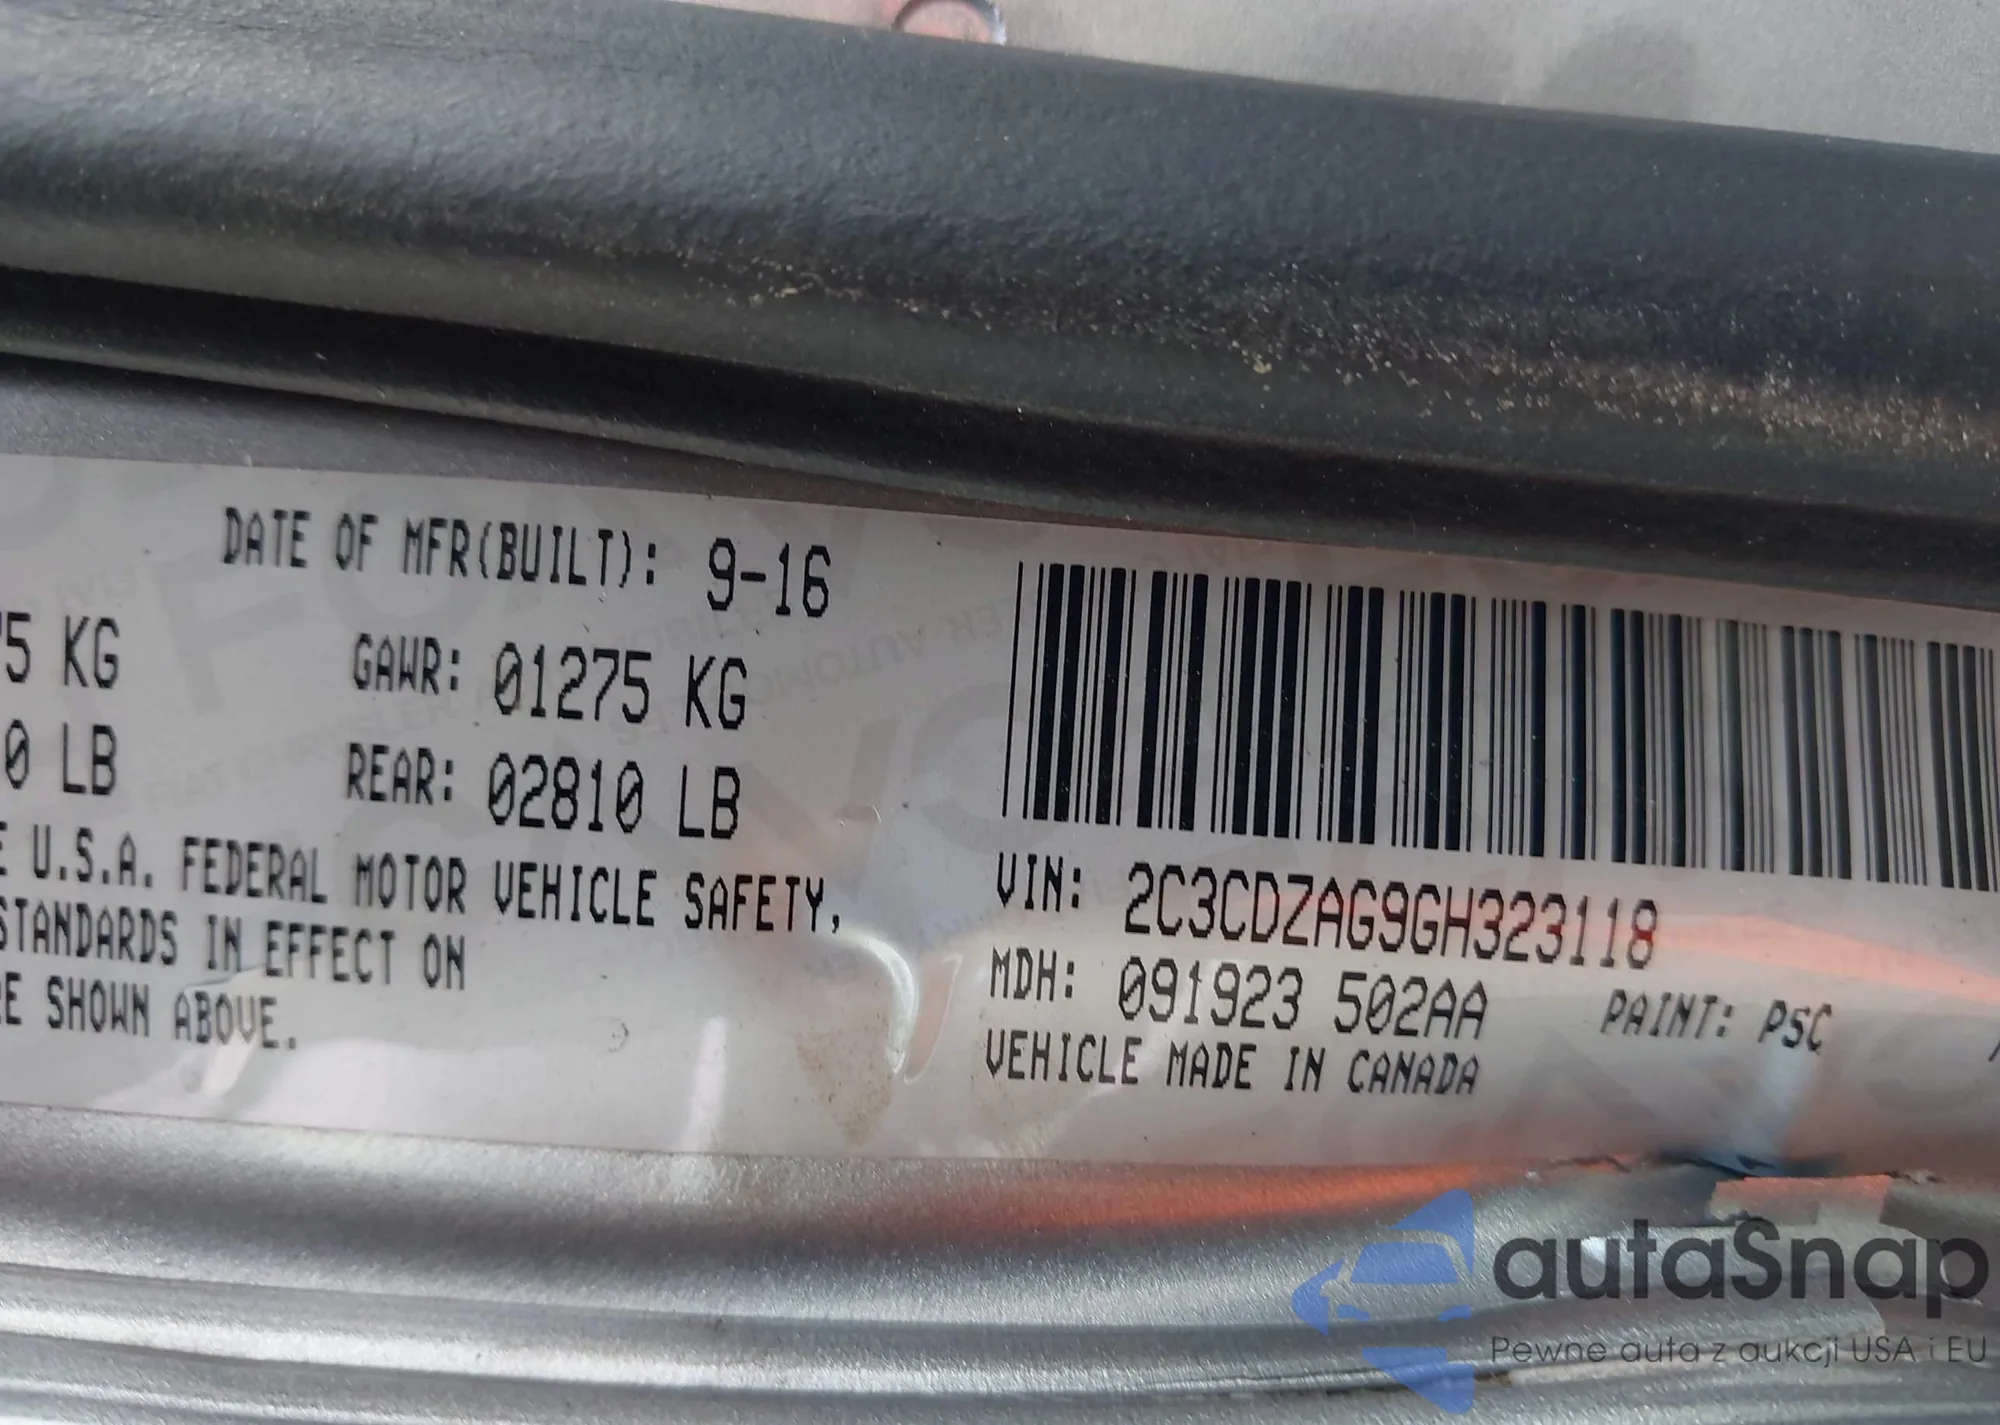 DATE OF MFR(BUILT): 9-16
5 KG GAWR: 01275 KG
0 LB REAR: 02810 LB
E U.S.A. FEDERAL MOTOR VEHICLE SAFETY,
STANDARDS IN EFFECT ON
E SHOWN ABOVE.
VIN: 2C3CDZAG9GH323118
MDH: 091923 502AA PAINT: PSC
VEHICLE MADE IN CANADA
autaSnap
Pewne auta z aukcji USA i EU